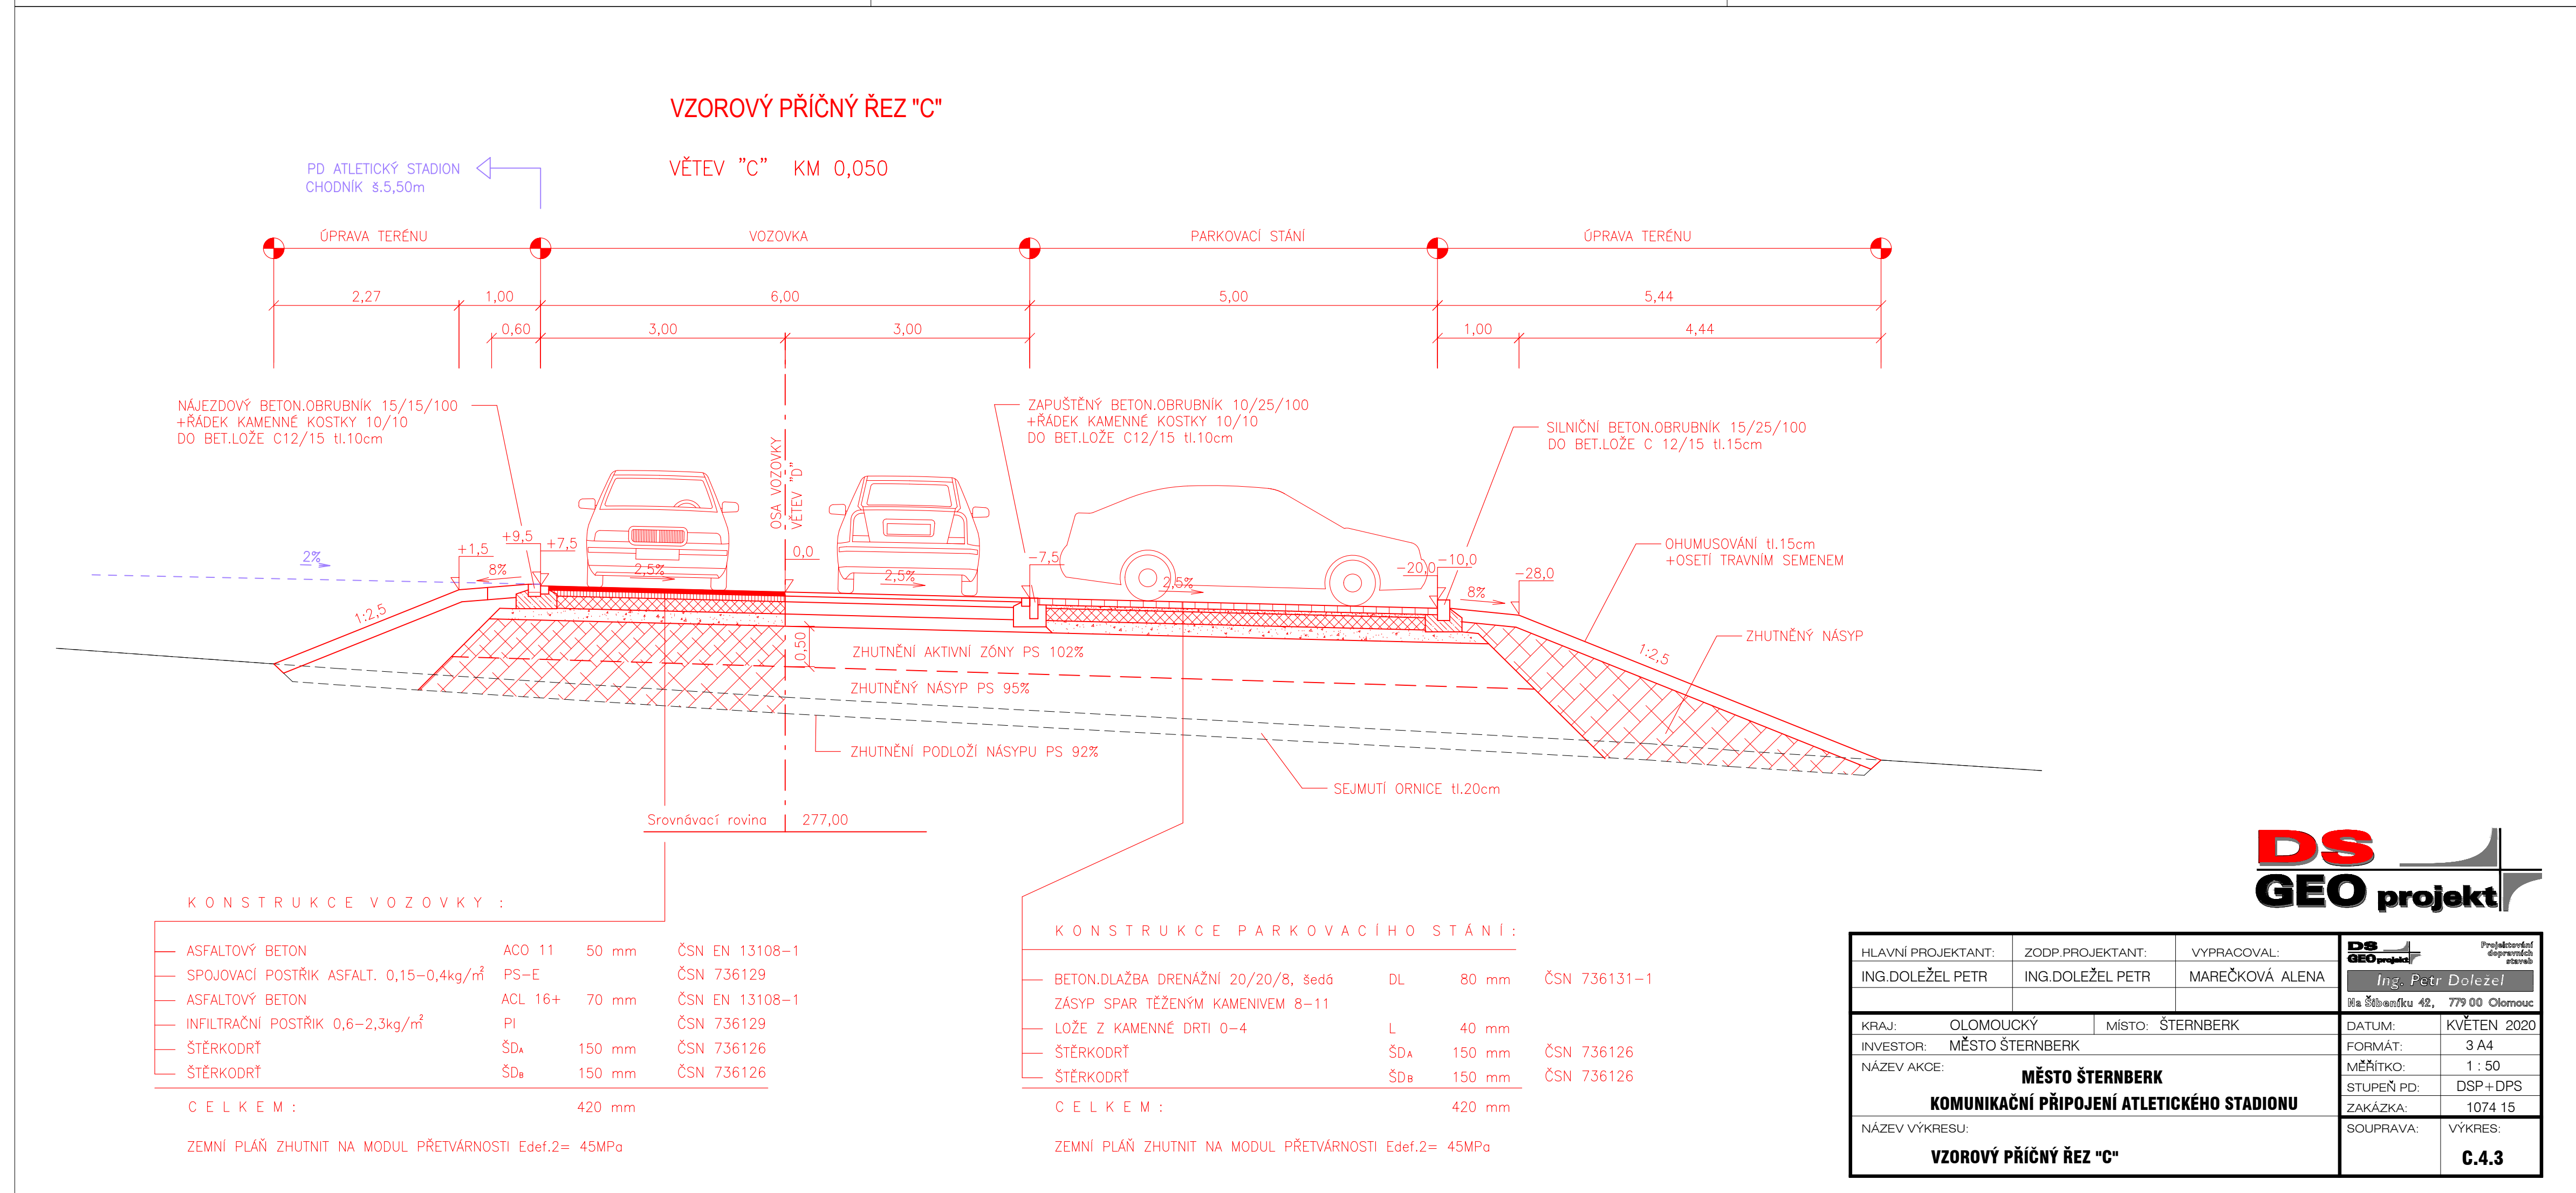 VZOROVÝ PŘÍČNÝ ŘEZ "C"
VĚTEV "C" KM 0,050
PD ATLETICKÝ STADION
CHODNÍK š.5,50m
ÚPRAVA TERÉNU
VOZOVKA
PARKOVACÍ STÁNÍ
ÚPRAVA TERÉNU
2,27
1,00
6,00
5,00
5,44
0,60
3,00
3,00
1,00
4,44
NÁJEZDOVÝ BETON.OBRUBNÍK 15/15/100
+ŘÁDEK KAMENNÉ KOSTKY 10/10
DO BET.LOŽE C12/15 tl.10cm
OSA VOZOVKY
VĚTEV "D"
ZAPUŠTĚNÝ BETON.OBRUBNÍK 10/25/100
+ŘÁDEK KAMENNÉ KOSTKY 10/10
DO BET.LOŽE C12/15 tl.10cm
SILNIČNÍ BETON.OBRUBNÍK 15/25/100
DO BET.LOŽE C 12/15 tl.15cm
OHUMUSOVÁNÍ tl.15cm
+OSETÍ TRAVNÍM SEMENEM
2%
+1,5
+9,5
+7,5
8%
2,5%
0,0
2,5%
-7,5
2,5%
-20,0
-10,0
8%
-28,0
1:2,5
1:2,5
0,50
ZHUTNĚNÝ NÁSYP
ZHUTNĚNÍ AKTIVNÍ ZÓNY PS 102%
ZHUTNĚNÝ NÁSYP PS 95%
ZHUTNĚNÍ PODLOŽÍ NÁSYPU PS 92%
SEJMUTÍ ORNICE tl.20cm
Srovnávací rovina 277,00
KONSTRUKCE VOZOVKY :
ASFALTOVÝ BETON ACO 11 50 mm ČSN EN 13108-1
SPOJOVACÍ POSTŘIK ASFALT. 0,15-0,4kg/m² PS-E ČSN 736129
ASFALTOVÝ BETON ACL 16+ 70 mm ČSN EN 13108-1
INFILTRAČNÍ POSTŘIK 0,6-2,3kg/m² PI ČSN 736129
ŠTĚRKODRŤ ŠDA 150 mm ČSN 736126
ŠTĚRKODRŤ ŠDB 150 mm ČSN 736126
CELKEM: 420 mm
ZEMNÍ PLÁŇ ZHUTNIT NA MODUL PŘETVÁRNOSTI Edef.2= 45MPa
KONSTRUKCE PARKOVACÍHO STÁNÍ:
BETON.DLAŽBA DRENÁŽNÍ 20/20/8, šedá DL 80 mm ČSN 736131-1
ZÁSYP SPAR TĚŽENÝM KAMENIVEM 8-11
LOŽE Z KAMENNÉ DRTI 0-4 L 40 mm
ŠTĚRKODRŤ ŠDA 150 mm ČSN 736126
ŠTĚRKODRŤ ŠDB 150 mm ČSN 736126
CELKEM: 420 mm
ZEMNÍ PLÁŇ ZHUTNIT NA MODUL PŘETVÁRNOSTI Edef.2= 45MPa
DS
GEO projekt
HLAVNÍ PROJEKTANT: ZODP.PROJEKTANT: VYPRACOVAL:
ING.DOLEŽEL PETR ING.DOLEŽEL PETR MAREČKOVÁ ALENA
DS
GEO projekt
Projektování
dopravních
staveb
Ing. Petr Doležel
Na Šibeníku 42, 779 00 Olomouc
KRAJ: OLOMOUCKÝ MÍSTO: ŠTERNBERK
INVESTOR: MĚSTO ŠTERNBERK
NÁZEV AKCE:
MĚSTO ŠTERNBERK
KOMUNIKAČNÍ PŘIPOJENÍ ATLETICKÉHO STADIONU
NÁZEV VÝKRESU:
VZOROVÝ PŘÍČNÝ ŘEZ "C"
DATUM: KVĚTEN 2020
FORMÁT: 3 A4
MĚŘÍTKO: 1 : 50
STUPEŇ PD: DSP+DPS
ZAKÁZKA: 1074 15
SOUPRAVA: VÝKRES:
C.4.3